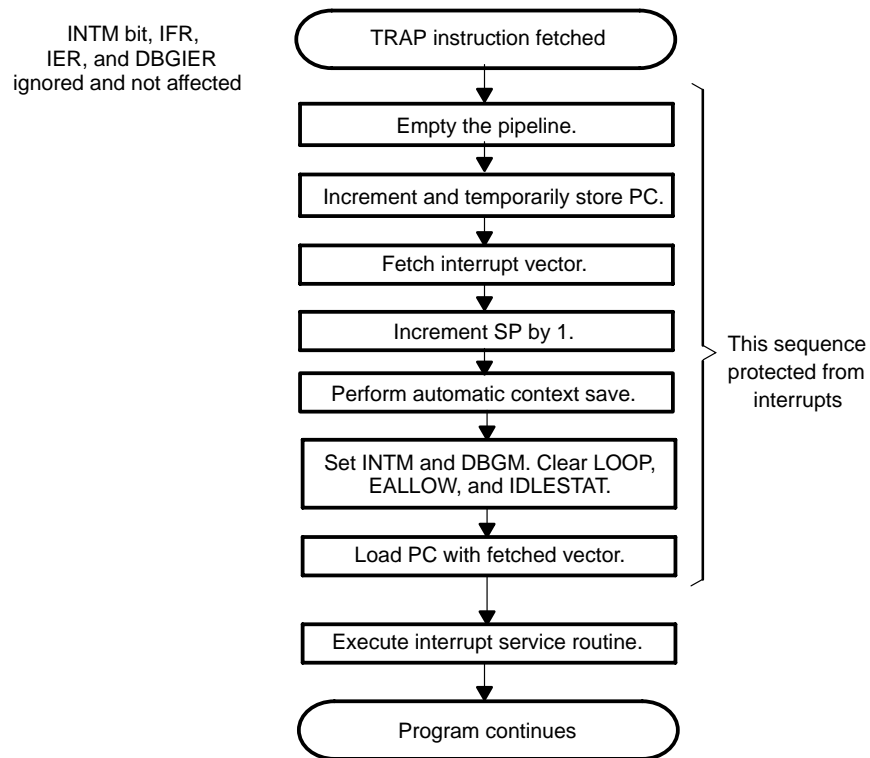 INTM bit, IFR,
IER, and DBGIER
ignored and not affected
TRAP instruction fetched
Empty the pipeline.
Increment and temporarily store PC.
Fetch interrupt vector.
Increment SP by 1.
Perform automatic context save.
Set INTM and DBGM. Clear LOOP,
EALLOW, and IDLESTAT.
Load PC with fetched vector.
This sequence
protected from
interrupts
Execute interrupt service routine.
Program continues